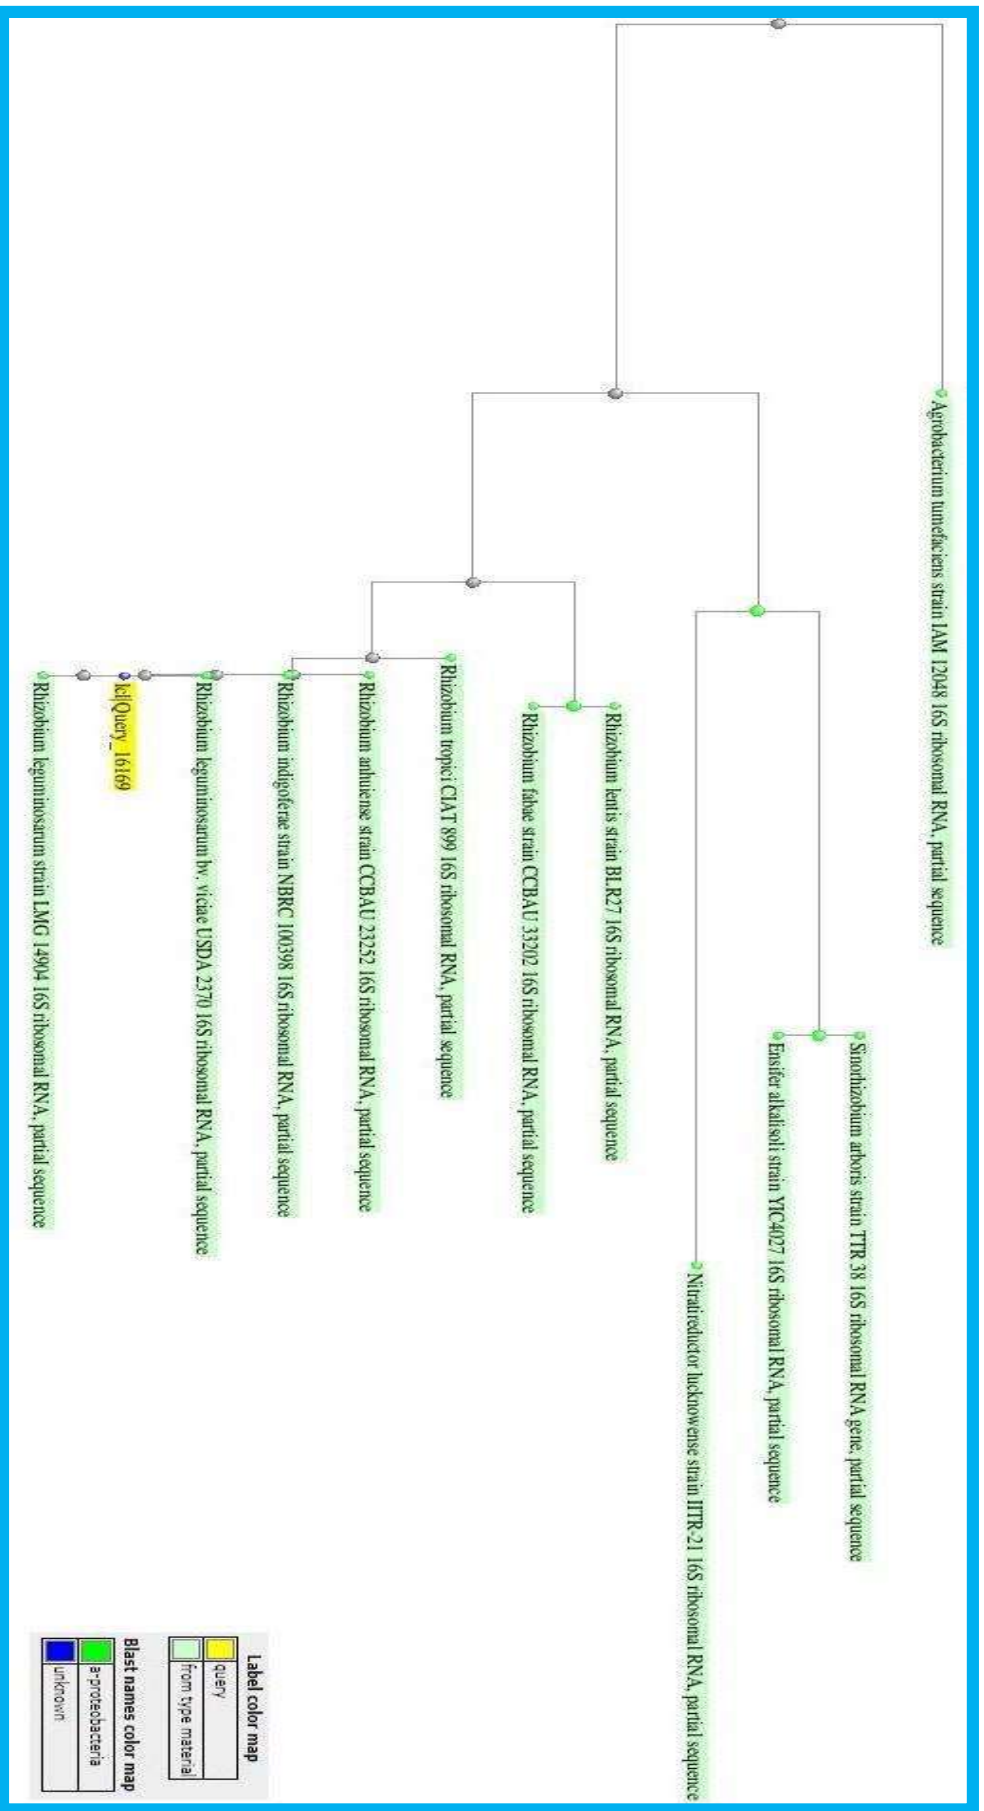 Agrobacterium tumefaciens strain IAM 12048 16S ribosomal RNA, partial sequence
Sinorhizobium arboris strain TTR 38 16S ribosomal RNA gene, partial sequence
Ensifer alkalisoli strain YIC4027 16S ribosomal RNA, partial sequence
Nitratireductor lucknowense strain IITR-21 16S ribosomal RNA, partial sequence
Rhizobium lentis strain BLR27 16S ribosomal RNA, partial sequence
Rhizobium fabae strain CCBAU 33202 16S ribosomal RNA, partial sequence
Rhizobium tropici CIAT 899 16S ribosomal RNA, partial sequence
Rhizobium anhuiense strain CCBAU 23252 16S ribosomal RNA, partial sequence
Rhizobium indigoferae strain NBRC 100398 16S ribosomal RNA, partial sequence
Rhizobium leguminosarum bv. viciae USDA 2370 16S ribosomal RNA, partial sequence
lcl|Query_16169
Rhizobium leguminosarum strain LMG 14904 16S ribosomal RNA, partial sequence
Label color map
query
from type material
Blast names color map
a-proteobacteria
unknown